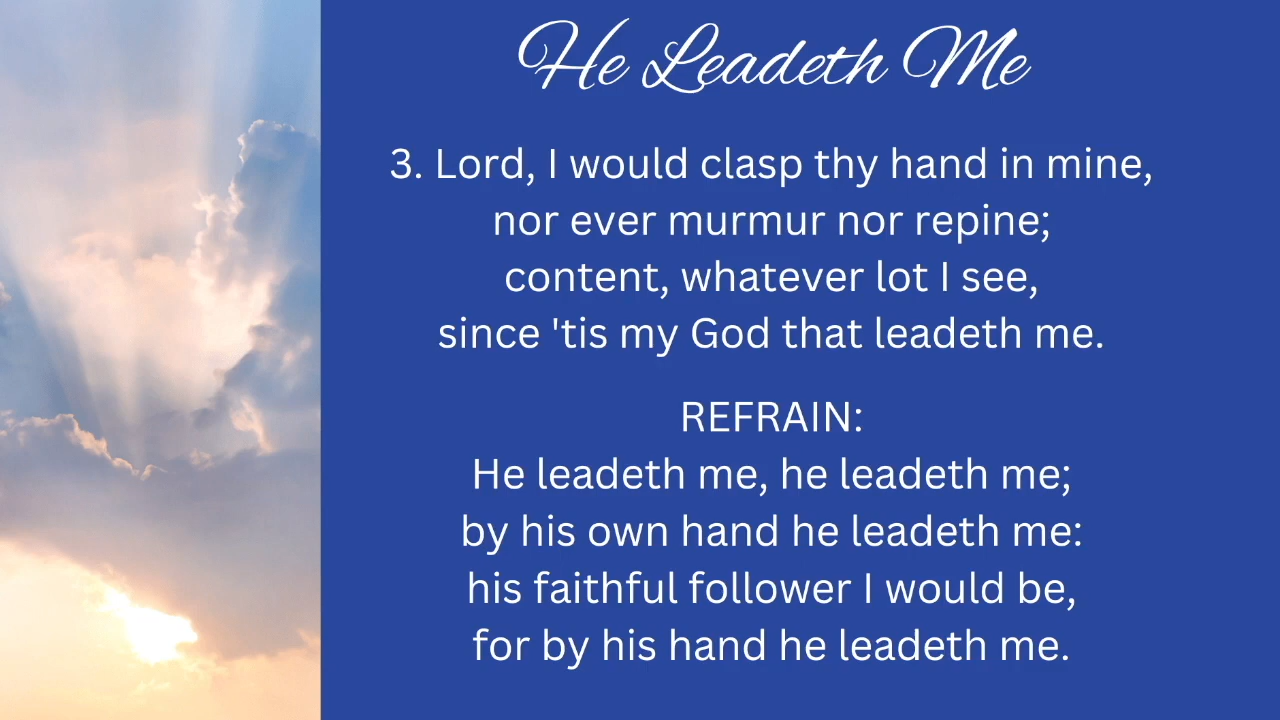 He Leadeth Me
3. Lord, I would clasp thy hand in mine,
nor ever murmur nor repine;
content, whatever lot I see,
since 'tis my God that leadeth me.
REFRAIN:
He leadeth me, he leadeth me;
by his own hand he leadeth me:
his faithful follower I would be,
for by his hand he leadeth me.